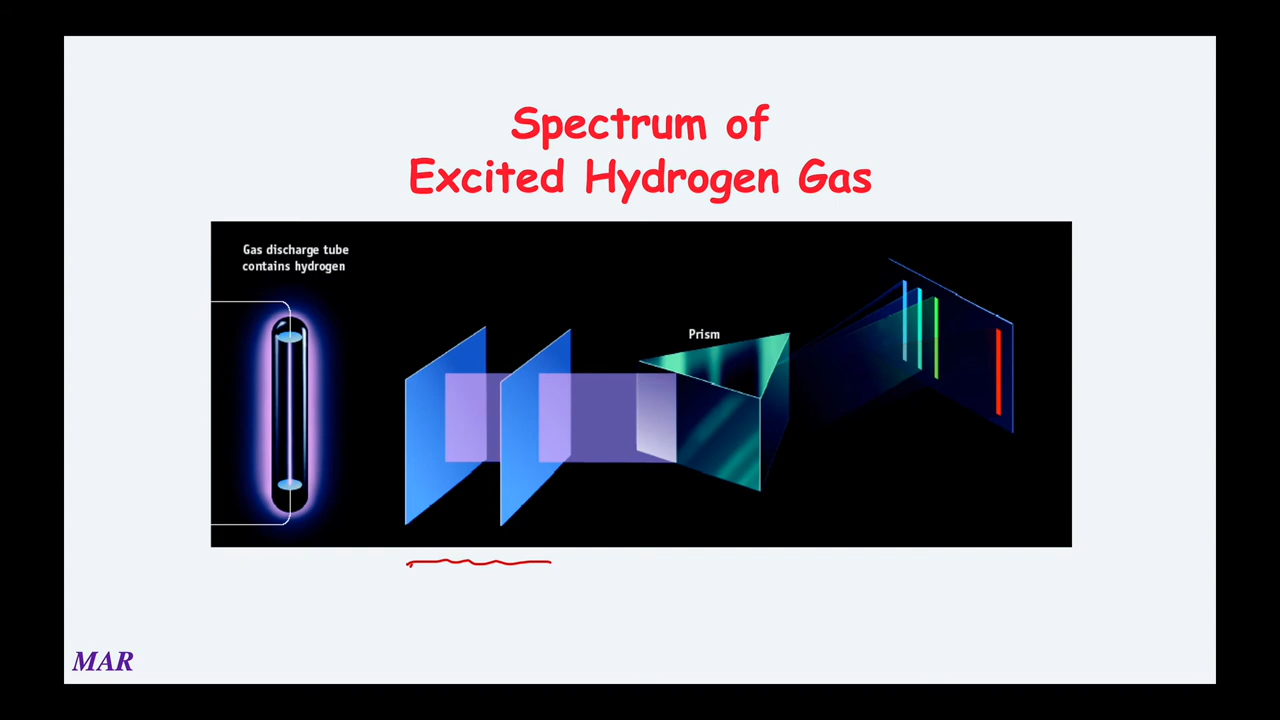 Spectrum of
Excited Hydrogen Gas
Gas discharge tube
contains hydrogen
Prism
MAR